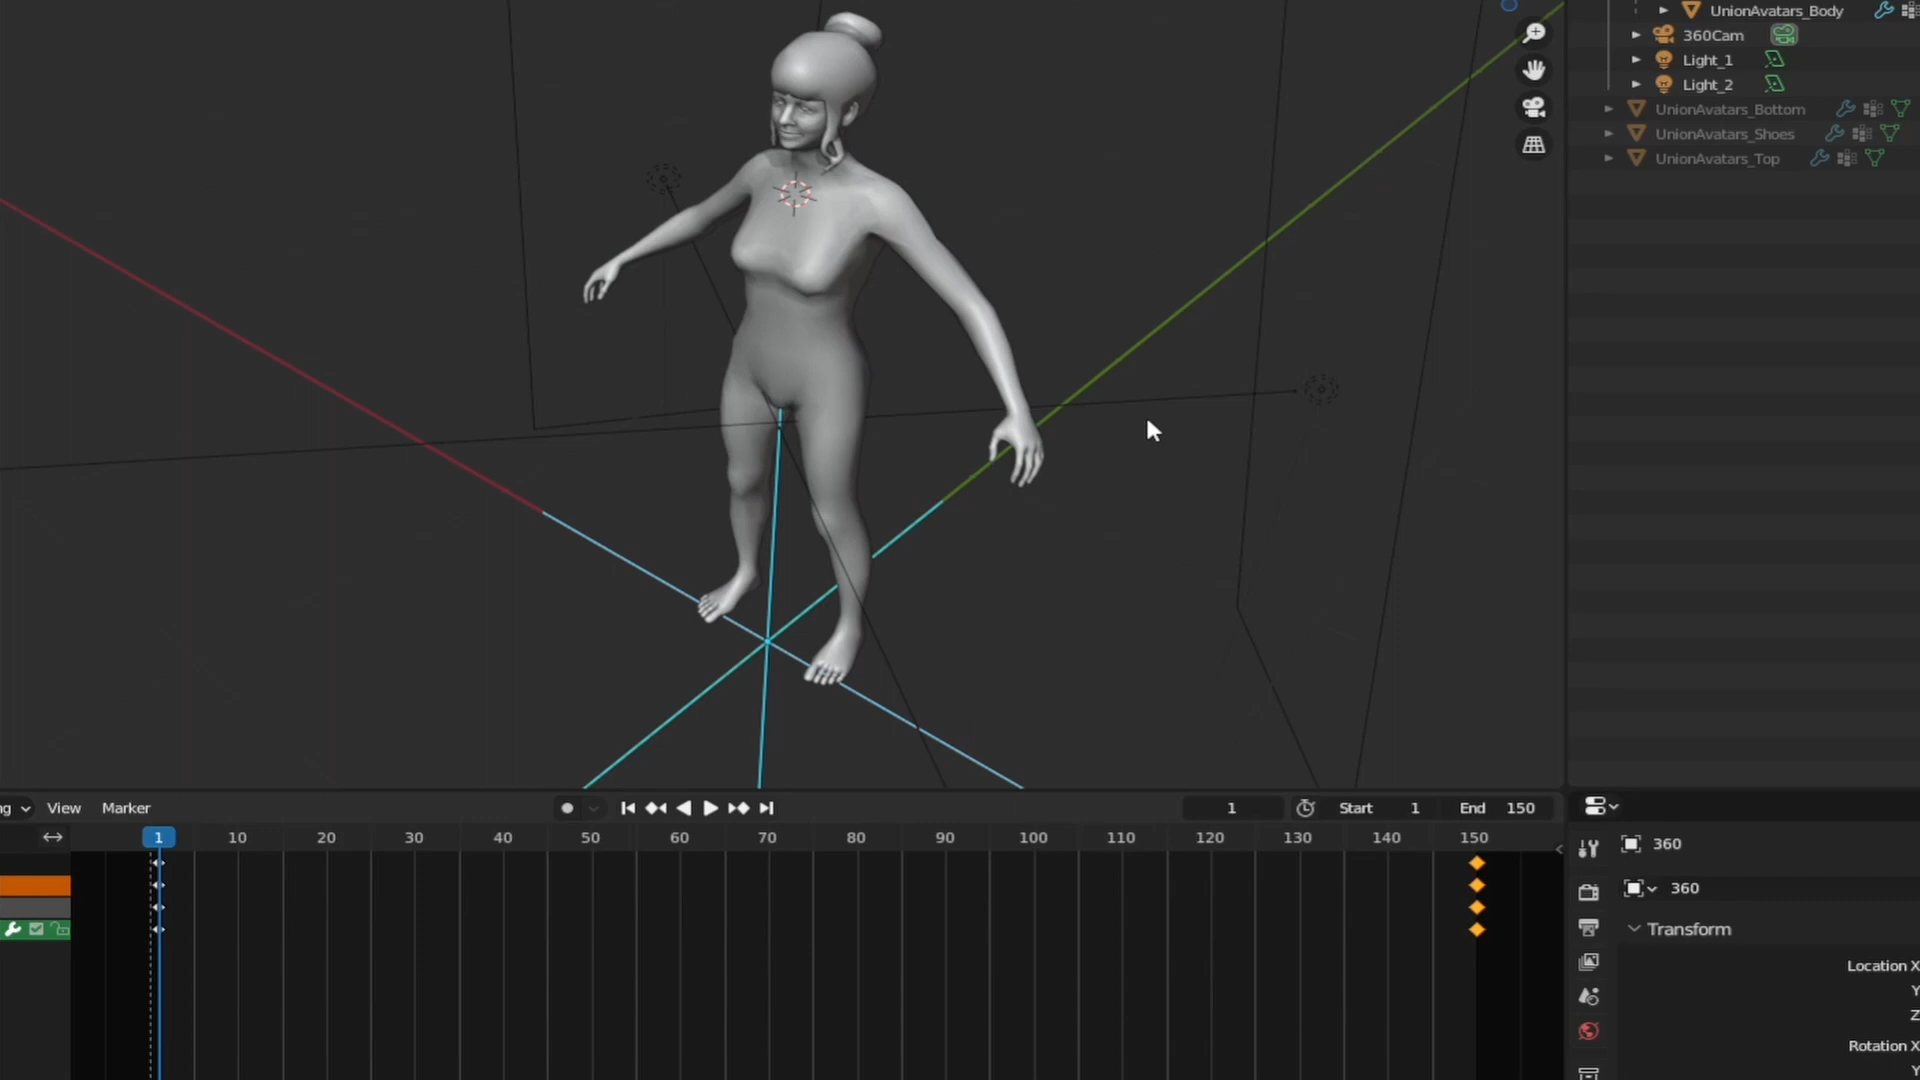 UnionAvatars_Body
360Cam
Light_1
Light_2
UnionAvatars_Bottom
UnionAvatars_Shoes
UnionAvatars_Top
ng View Marker
1 Start 1 End 150
1 10 20 30 40 50 60 70 80 90 100 110 120 130 140 150
360
360
Transform
Location X
Y
Z
Rotation X
Y